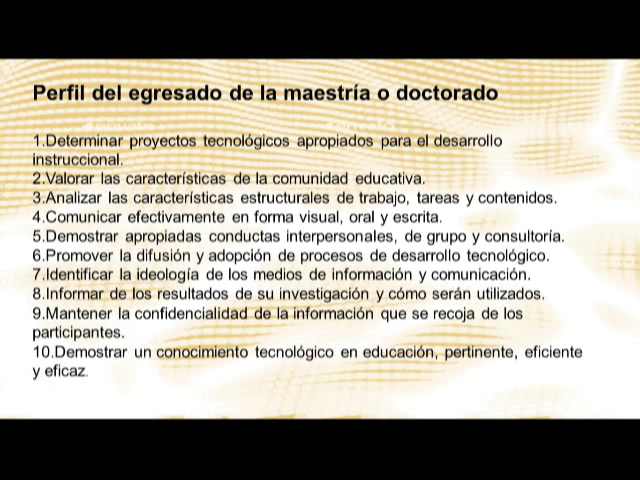 Perfil del egresado de la maestría o doctorado
1.Determinar proyectos tecnológicos apropiados para el desarrollo
instruccional.
2.Valorar las características de la comunidad educativa.
3.Analizar las características estructurales de trabajo, tareas y contenidos.
4.Comunicar efectivamente en forma visual, oral y escrita.
5.Demostrar apropiadas conductas interpersonales, de grupo y consultoría.
6.Promover la difusión y adopción de procesos de desarrollo tecnológico.
7.Identificar la ideología de los medios de información y comunicación.
8.Informar de los resultados de su investigación y cómo serán utilizados.
9.Mantener la confidencialidad de la información que se recoja de los
participantes.
10.Demostrar un conocimiento tecnológico en educación, pertinente, eficiente
y eficaz.